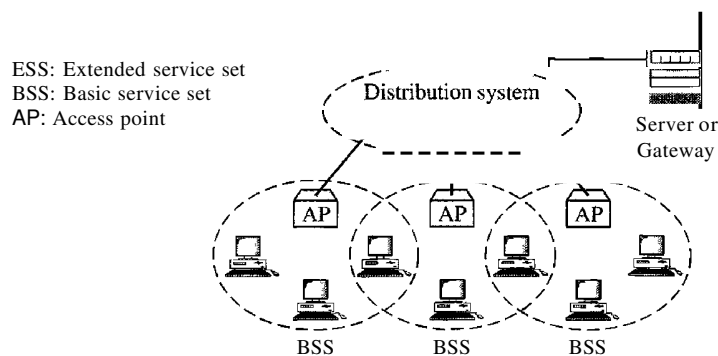 ESS: Extended service set
BSS: Basic service set
AP: Access point
Distribution system
Server or
Gateway
AP
AP
AP
BSS
BSS
BSS